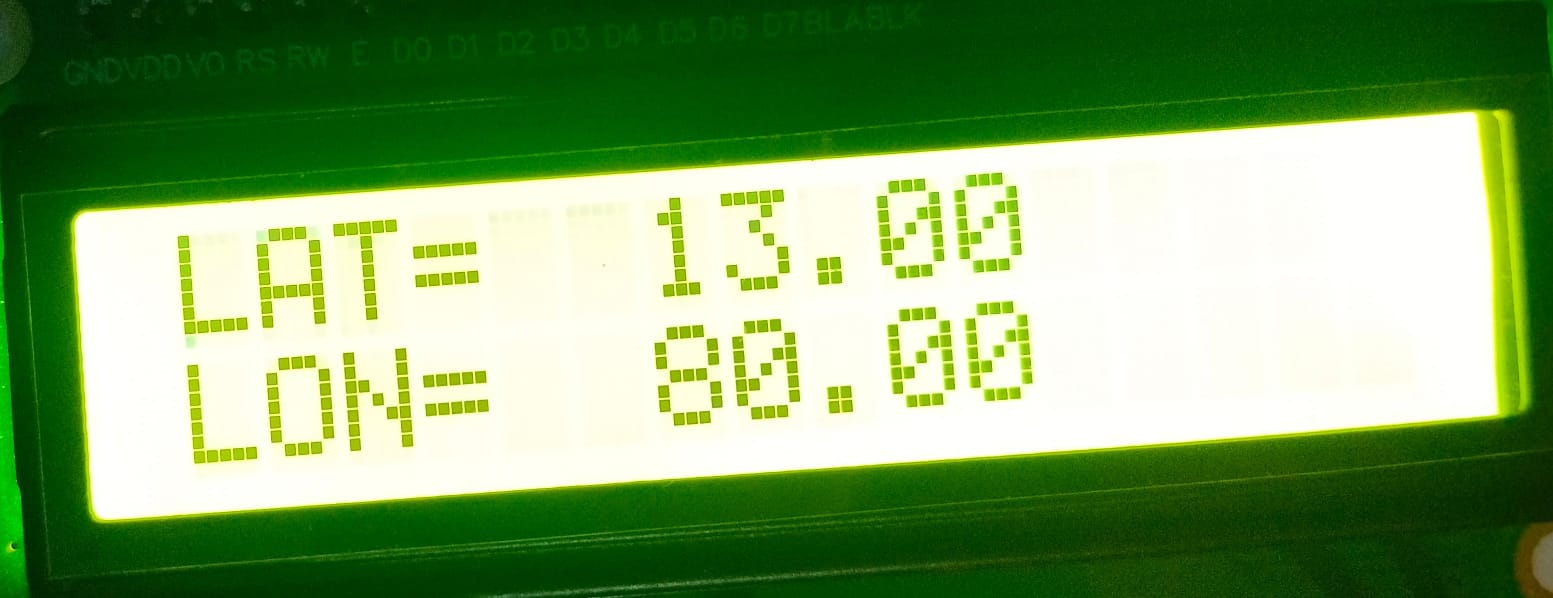 GNDVDDVO RS RW E D0 D1 D2 D3 D4 D5 D6 D7BLABLK
LAT= 13.00
LON= 80.00